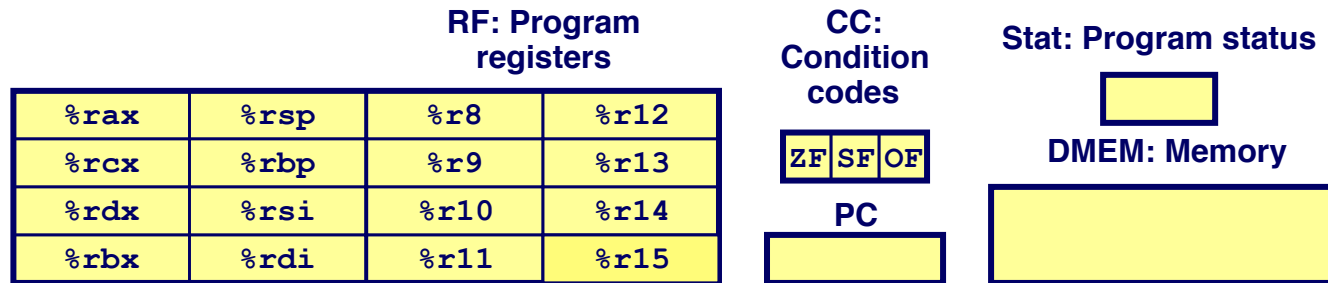 RF: Program
registers
CC:
Condition
codes
Stat: Program status
%rax %rsp %r8 %r12
%rcx %rbp %r9 %r13
%rdx %rsi %r10 %r14
%rbx %rdi %r11 %r15
ZF SF OF
PC
DMEM: Memory